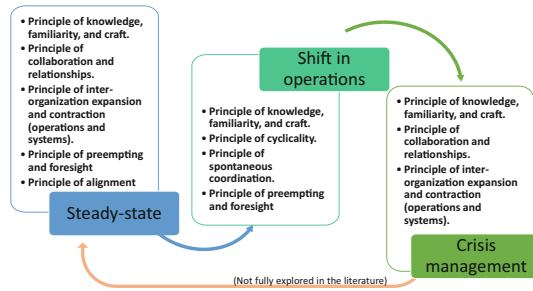 • Principle of knowledge,
familiarity, and craft.
• Principle of
collaboration and
relationships.
• Principle of inter-
organization expansion
and contraction
(operations and
systems).
• Principle of preempting
and foresight
• Principle of alignment
Steady-state
Shift in
operations
• Principle of knowledge,
familiarity, and craft.
• Principle of cyclicality.
• Principle of
spontaneous
coordination.
• Principle of preempting
and foresight
• Principle of knowledge,
familiarity, and craft.
• Principle of
collaboration and
relationships.
• Principle of inter-
organization expansion
and contraction
(operations and
systems).
Crisis
management
(Not fully explored in the literature)